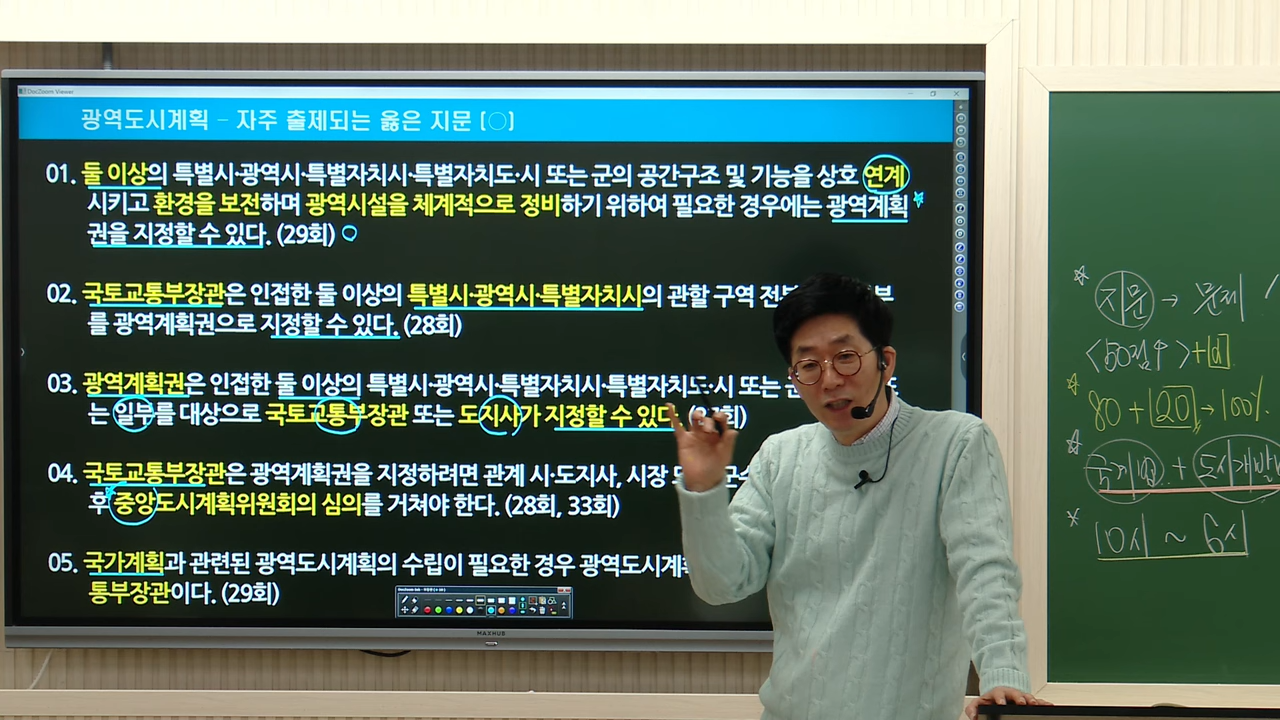 DocZoom Viewer
광역도시계획 - 자주 출제되는 옳은 지문 [○]
01. 둘 이상의 특별시·광역시·특별자치시·특별자치도·시 또는 군의 공간구조 및 기능을 상호 연계
시키고 환경을 보전하며 광역시설을 체계적으로 정비하기 위하여 필요한 경우에는 광역계획
권을 지정할 수 있다. (29회)
02. 국토교통부장관은 인접한 둘 이상의 특별시·광역시·특별자치시의 관할 구역
를 광역계획권으로 지정할 수 있다. (28회)
03. 광역계획권은 인접한 둘 이상의 특별시·광역시·특별자치시·특별자치도·시 또는
는 일부를 대상으로 국토교통부장관 또는 도지사가 지정할 수 있다
04. 국토교통부장관은 광역계획권을 지정하려면 관계 시·도지사, 시장
후 중앙도시계획위원회의 심의를 거쳐야 한다. (28회, 33회)
05. 국가계획과 관련된 광역도시계획의 수립이 필요한 경우
통부장관이다. (29회)
MAXHUB
지문 → 문제
80 + 120 → 100%
+ 도시개발
10시 ~ 6시